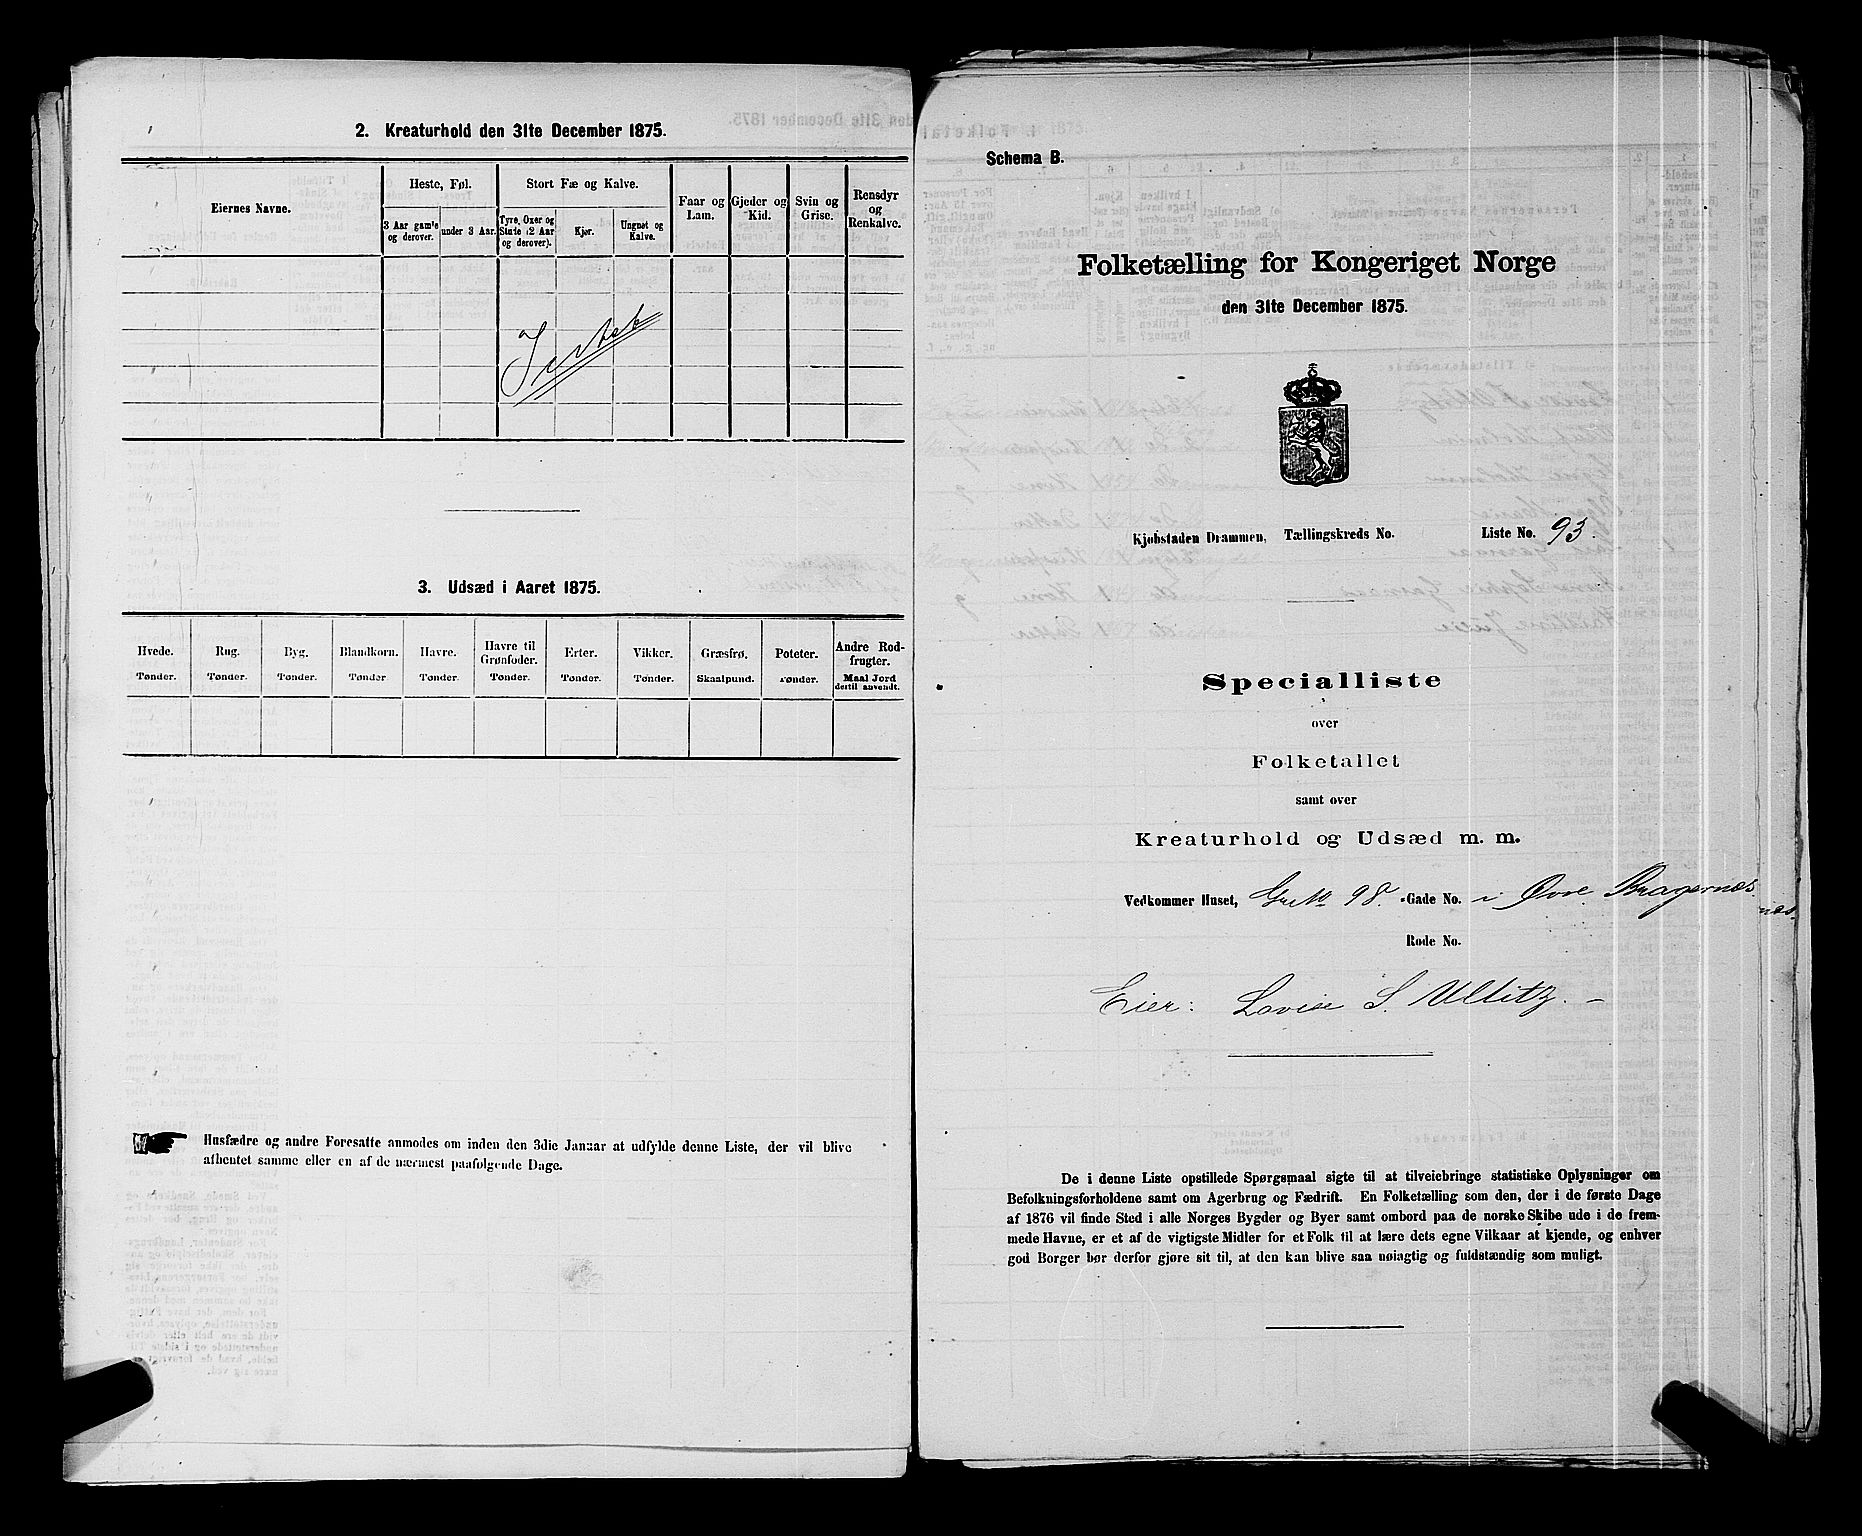 2. Kreaturhold den 31te December 1875.
Eiernes Navne.
Heste, Føl.
Stort Fæ og Kalve.
Faar og Lam.
Gjeder og Kid.
Svin og Grise.
Rensdyr og Renkalve.
3 Aar gamle og derover.
under 3 Aar.
Tyre, Oxer og Stude (2 Aar og derover).
Kjør.
Ungnøt og Kalve.
3. Udsæd i Aaret 1875.
Hvede. Rug. Byg. Blandkorn. Havre. Havre til Grønfoder. Erter. Vikker. Græsfrø. Poteter. Andre Rodfrugter.
Tønder. Tønder. Tønder. Tønder Tønder. Tønder. Tønder. Tønder. Skaalpund. Tønder. Maal Jord dertil anvendt.
Husfædre og andre Foresatte anmodes om inden den 3die Januar at udfylde denne Liste, der vil blive
afhentet samme eller en af de nærmest paafølgende Dage.
Schema B.
Folketælling for Kongeriget Norge
den 31te December 1875.
Kjøbstaden Drammen, Tællingskreds No. Liste No. 93.
Specialliste
over
Folketallet
samt over
Kreaturhold og Udsæd m. m.
Vedkommer Huset, 98. Gade No. i Øvre Bragernes
Rode No.
Eier: Lovise S. Ullitz.
De i denne Liste opstillede Spørgsmaal sigte til at tilveiebringe statistiske Oplysninger om
Befolkningsforholdene samt om Agerbrug og Fædrift. En Folketælling som den, der i de første Dage
af 1876 vil finde Sted i alle Norges Bygder og Byer samt ombord paa de norske Skibe ude i de frem-
mede Havne, er et af de vigtigste Midler for et Folk til at lære dets egne Vilkaar at kjende, og enhver
god Borger bør derfor gjøre sit til, at den kan blive saa nøiagtig og fuldstændig som muligt.